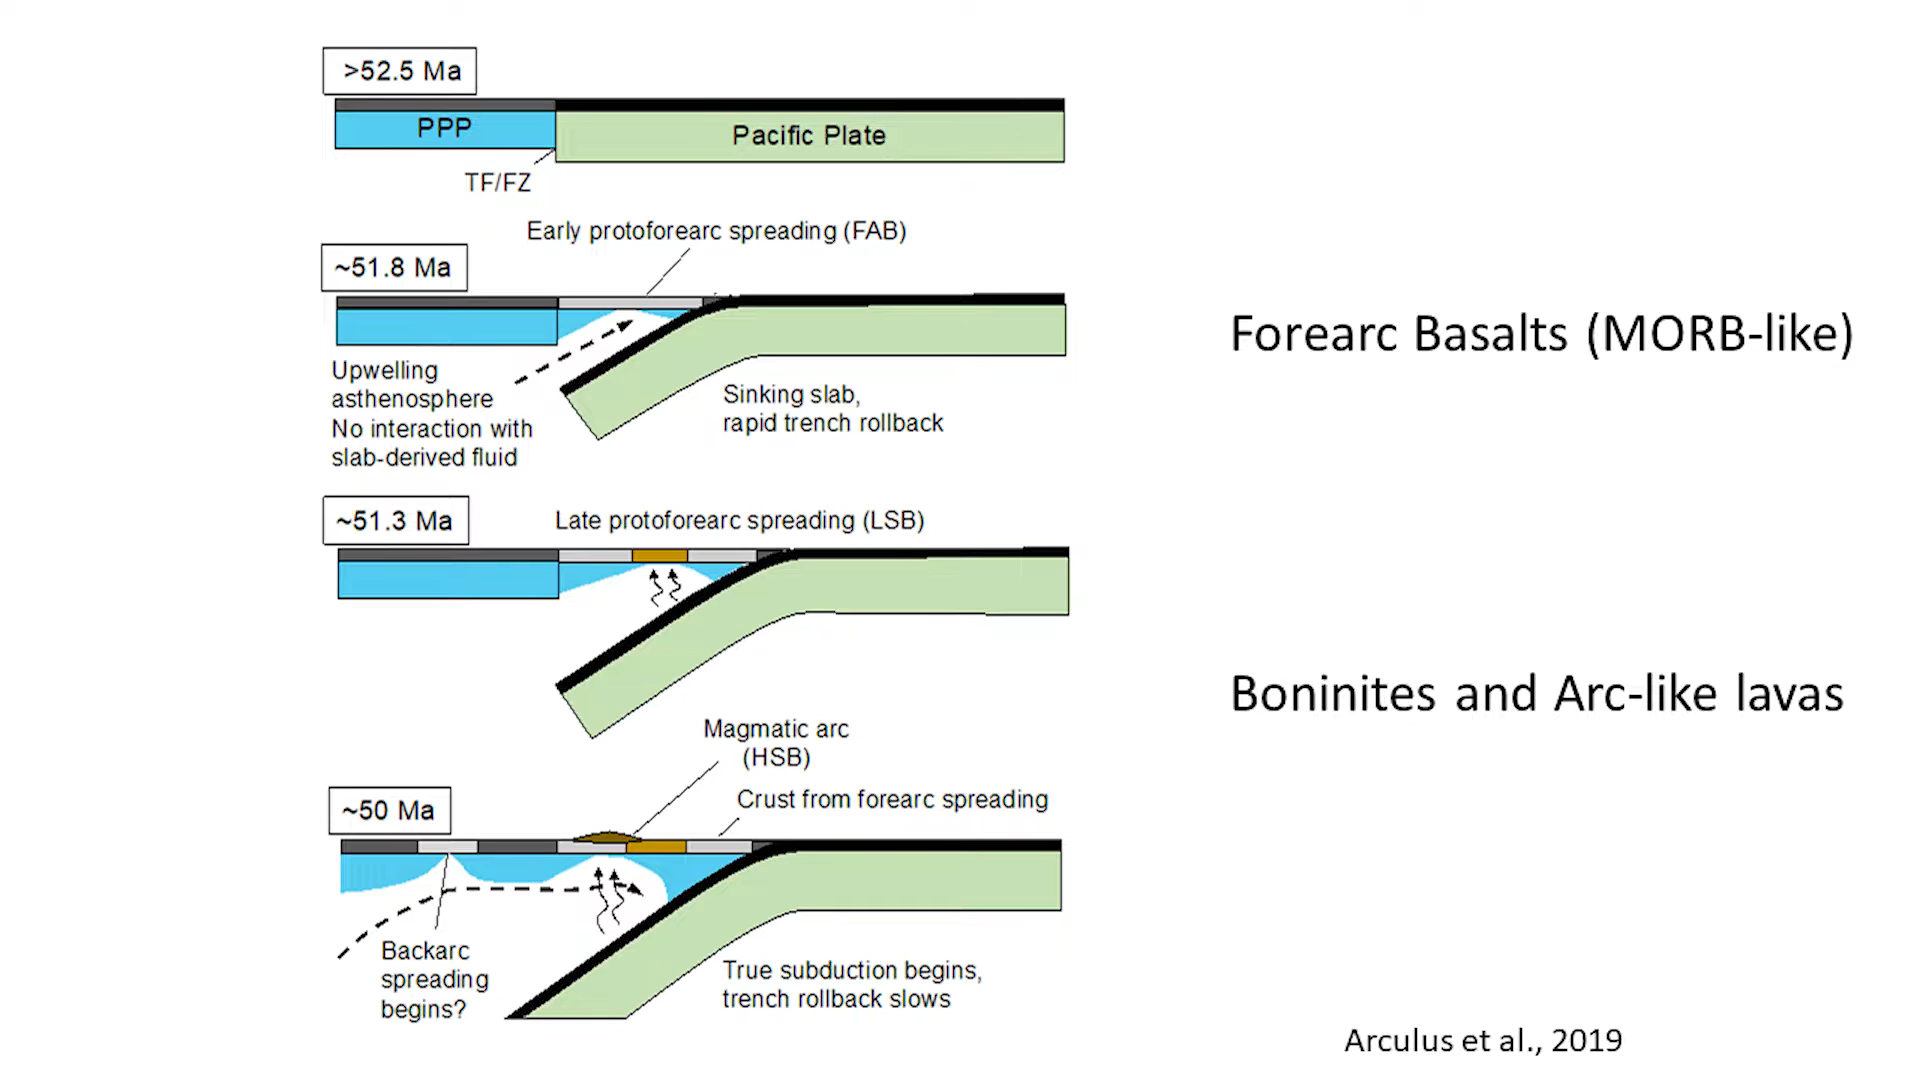 >52.5 Ma
PPP
Pacific Plate
TF/FZ
Early protoforearc spreading (FAB)
~51.8 Ma
Forearc Basalts (MORB-like)
Upwelling
asthenosphere
No interaction with
slab-derived fluid
Sinking slab,
rapid trench rollback
~51.3 Ma
Late protoforearc spreading (LSB)
Boninites and Arc-like lavas
Magmatic arc
(HSB)
Crust from forearc spreading
~50 Ma
Backarc
spreading
begins?
True subduction begins,
trench rollback slows
Arculus et al., 2019